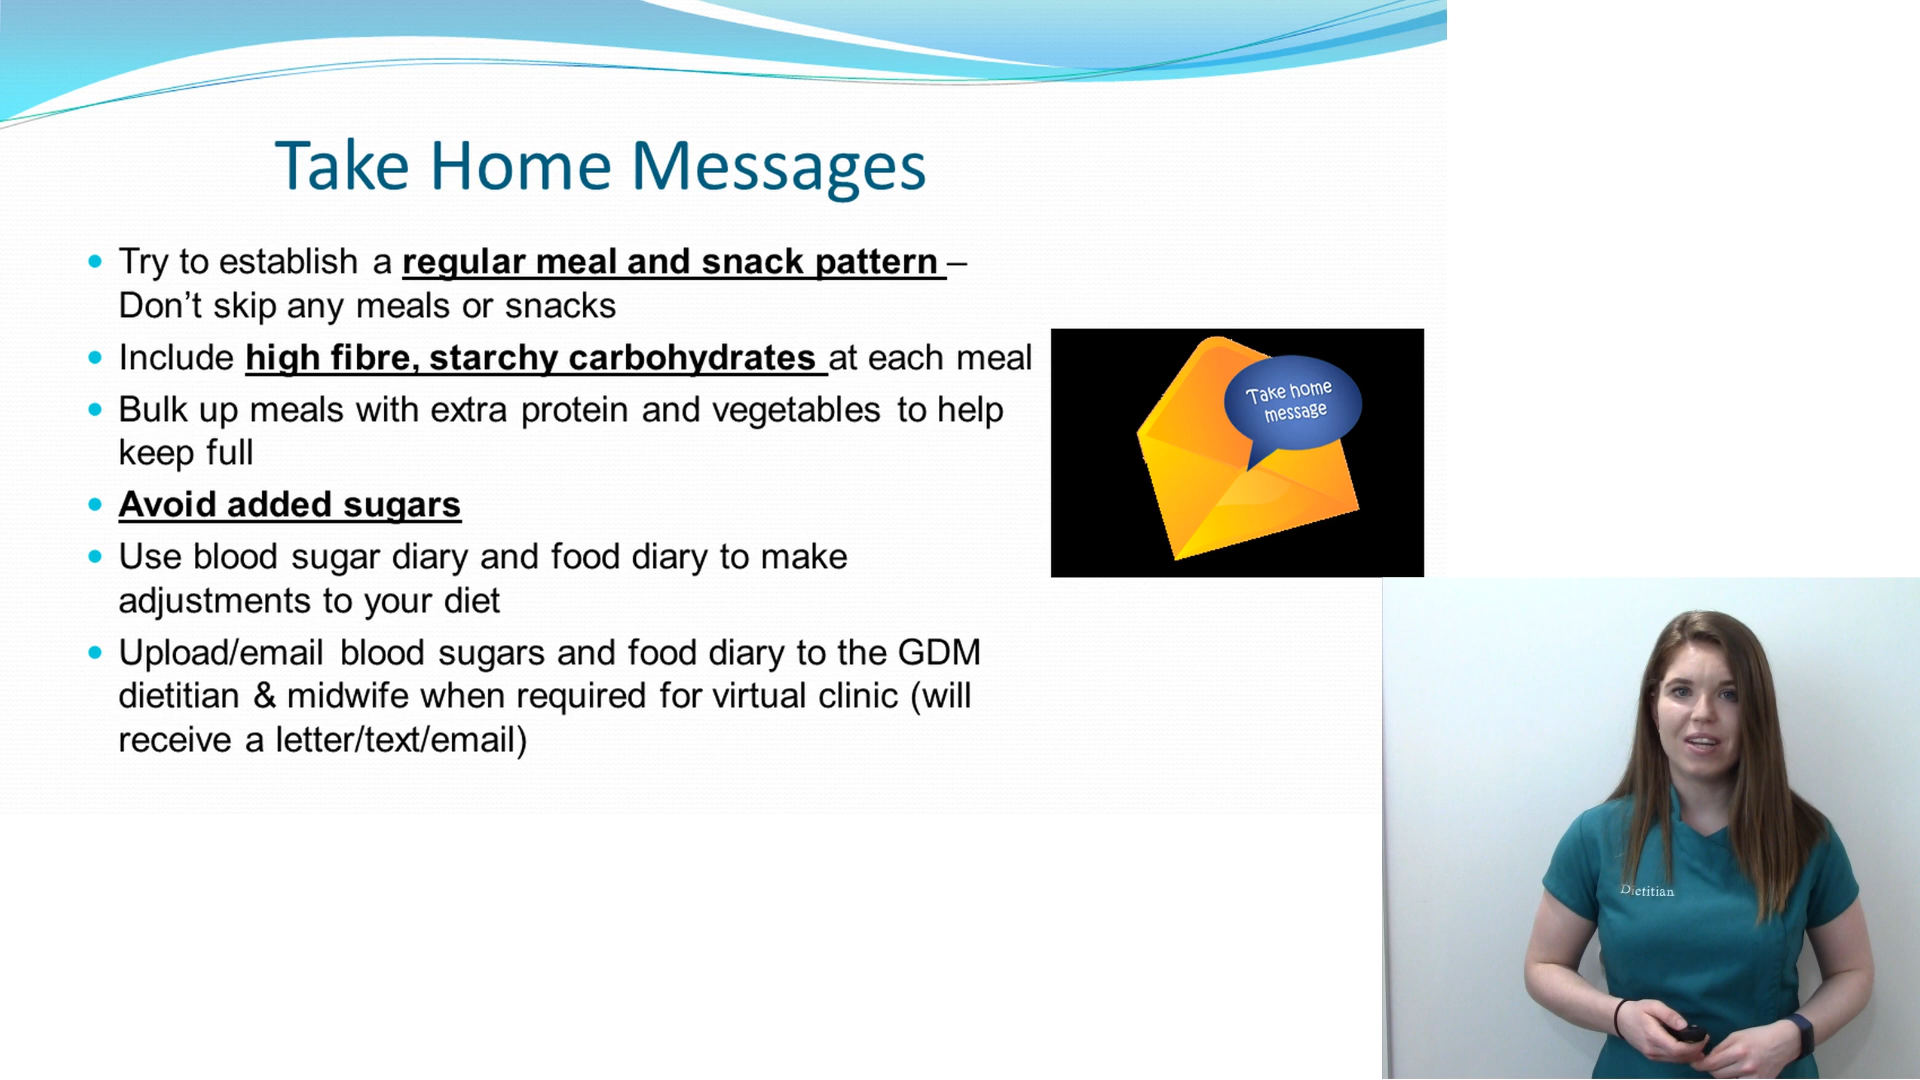 Take Home Messages
• Try to establish a regular meal and snack pattern –
Don’t skip any meals or snacks
• Include high fibre, starchy carbohydrates at each meal
• Bulk up meals with extra protein and vegetables to help
keep full
• Avoid added sugars
• Use blood sugar diary and food diary to make
adjustments to your diet
• Upload/email blood sugars and food diary to the GDM
dietitian & midwife when required for virtual clinic (will
receive a letter/text/email)
Take home
message
Dietitian